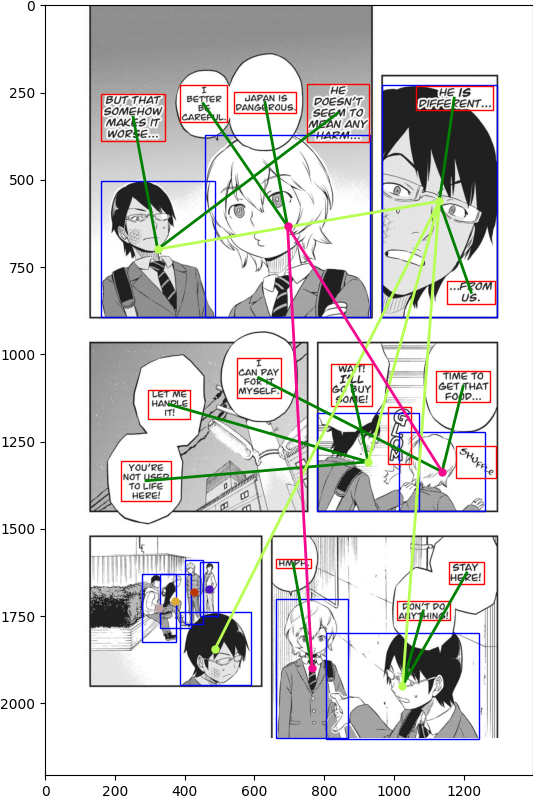 0
250
500
750
1000
1250
1500
1750
2000
HE IS
DIFFERENT...
...FROM
US.
HE
DOESN'T
SEEM TO
MEAN ANY
HARM...
JAPAN IS
DANGEROUS.
I
BETTER
BE
CAREFUL.
BUT THAT
SOMEHOW
MAKES IT
WORSE...
TIME TO
GET THAT
FOOD...
SHUFFLE
WAIT!
I'LL
GO BUY
SOME!
I
CAN PAY
FOR IT
MYSELF.
LET ME
HANDLE
IT!
YOU'RE
NOT USED
TO LIFE
HERE!
STAY
HERE!
DON'T DO
ANYTHING!
HMPH.
0
200
400
600
800
1000
1200